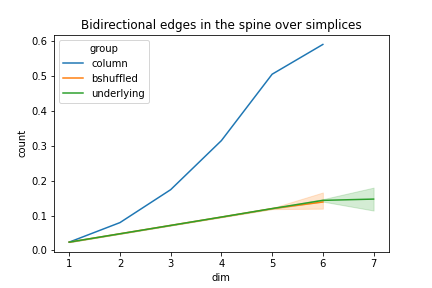 Bidirectional edges in the spine over simplices
group
column
bshuffled
underlying
count
0.6
0.5
0.4
0.3
0.2
0.1
0.0
1 2 3 4 5 6 7
dim